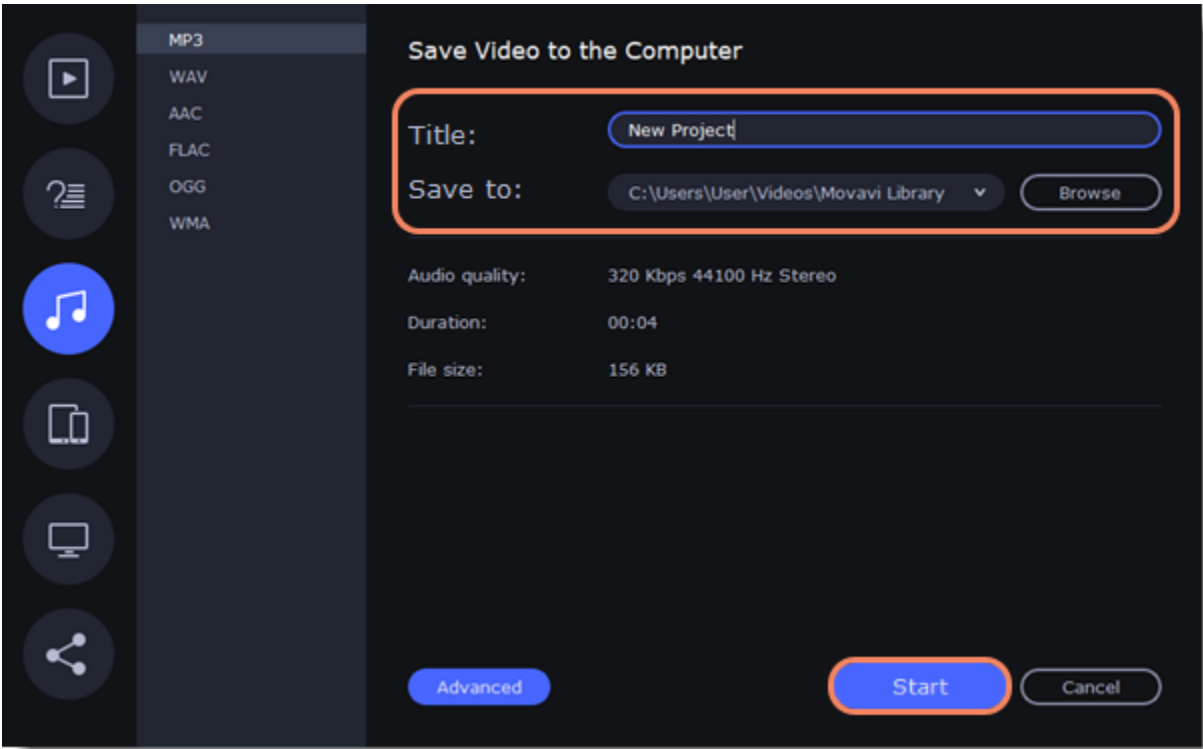 MP3
WAV
AAC
FLAC
OGG
WMA
Save Video to the Computer
Title: New Project
Save to: C:\Users\User\Videos\Movavi Library Browse
Audio quality: 320 Kbps 44100 Hz Stereo
Duration: 00:04
File size: 156 KB
Advanced Start Cancel